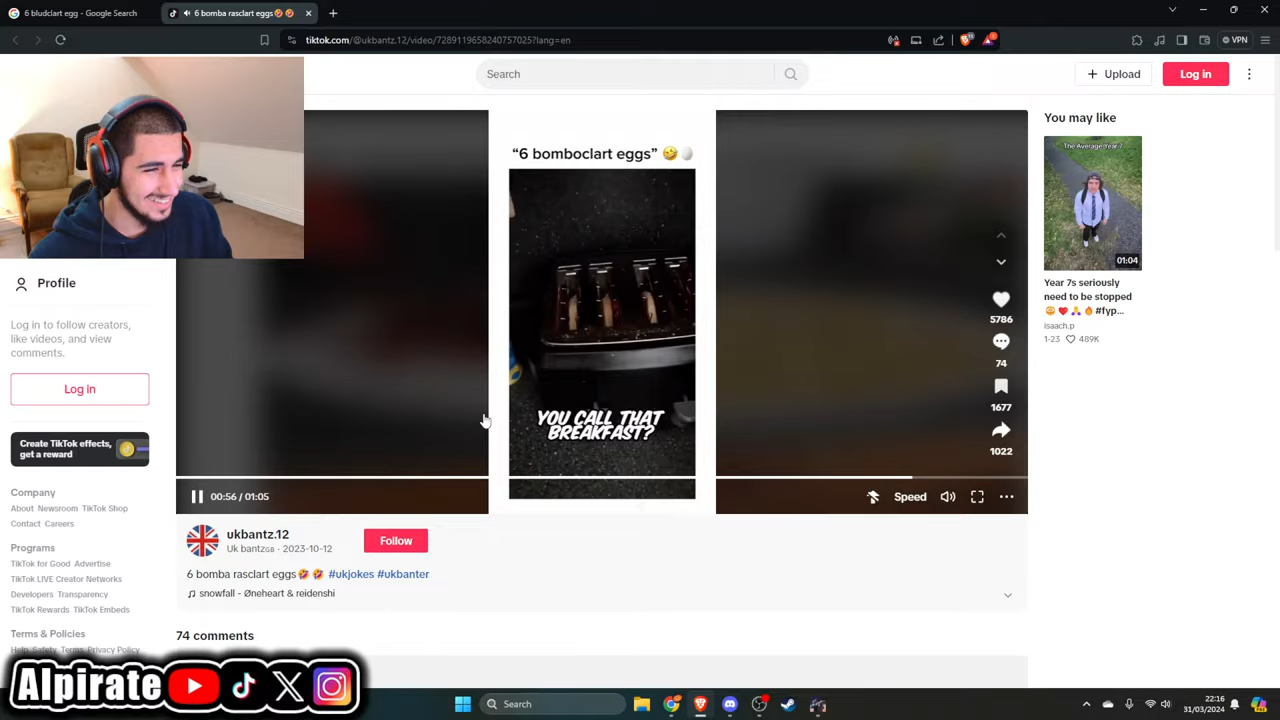 6 bludclart egg - Google Search
6 bomba rasclart eggs🤣🤣
tiktok.com/@ukbantz.12/video/7289119658240757025?lang=en
VPN
Search
Upload
Log in
"6 bomboclart eggs" 🤣🥚
YOU CALL THAT
BREAKFAST?
5786
74
1677
1022
00:56 / 01:05
Speed
You may like
The Average Year 7
01:04
Year 7s seriously
need to be stopped
😳❤️🙏🔥#fyp...
isaach.p
1-23 489K
Profile
Log in to follow creators,
like videos, and view
comments.
Log in
Create TikTok effects,
get a reward
Company
About Newsroom TikTok Shop
Contact Careers
Programs
TikTok for Good Advertise
TikTok LIVE Creator Networks
Developers Transparency
TikTok Rewards TikTok Embeds
Terms & Policies
Help Safety Terms Privacy Policy
ukbantz.12
Uk bantz🇬🇧 · 2023-10-12
Follow
6 bomba rasclart eggs🤣🤣 #ukjokes #ukbanter
snowfall - Øneheart & reidenshi
74 comments
Alpirate
Search
22:16
31/03/2024